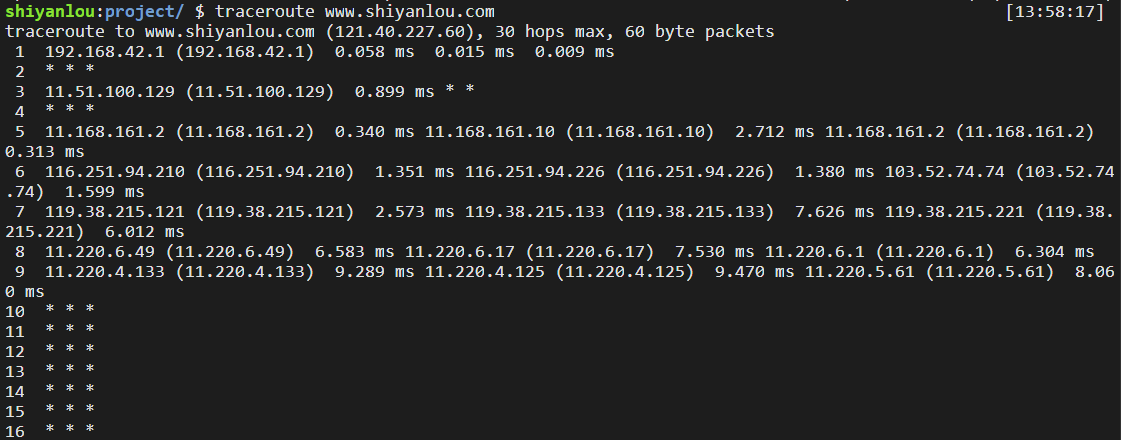 shiyanlou:project/ $ traceroute www.shiyanlou.com [13:58:17]
traceroute to www.shiyanlou.com (121.40.227.60), 30 hops max, 60 byte packets
 1  192.168.42.1 (192.168.42.1)  0.058 ms  0.015 ms  0.009 ms
 2  * * *
 3  11.51.100.129 (11.51.100.129)  0.899 ms * *
 4  * * *
 5  11.168.161.2 (11.168.161.2)  0.340 ms 11.168.161.10 (11.168.161.10)  2.712 ms 11.168.161.2 (11.168.161.2)
0.313 ms
 6  116.251.94.210 (116.251.94.210)  1.351 ms 116.251.94.226 (116.251.94.226)  1.380 ms 103.52.74.74 (103.52.74
.74)  1.599 ms
 7  119.38.215.121 (119.38.215.121)  2.573 ms 119.38.215.133 (119.38.215.133)  7.626 ms 119.38.215.221 (119.38.
215.221)  6.012 ms
 8  11.220.6.49 (11.220.6.49)  6.583 ms 11.220.6.17 (11.220.6.17)  7.530 ms 11.220.6.1 (11.220.6.1)  6.304 ms
 9  11.220.4.133 (11.220.4.133)  9.289 ms 11.220.4.125 (11.220.4.125)  9.470 ms 11.220.5.61 (11.220.5.61)  8.06
0 ms
10  * * *
11  * * *
12  * * *
13  * * *
14  * * *
15  * * *
16  * * *